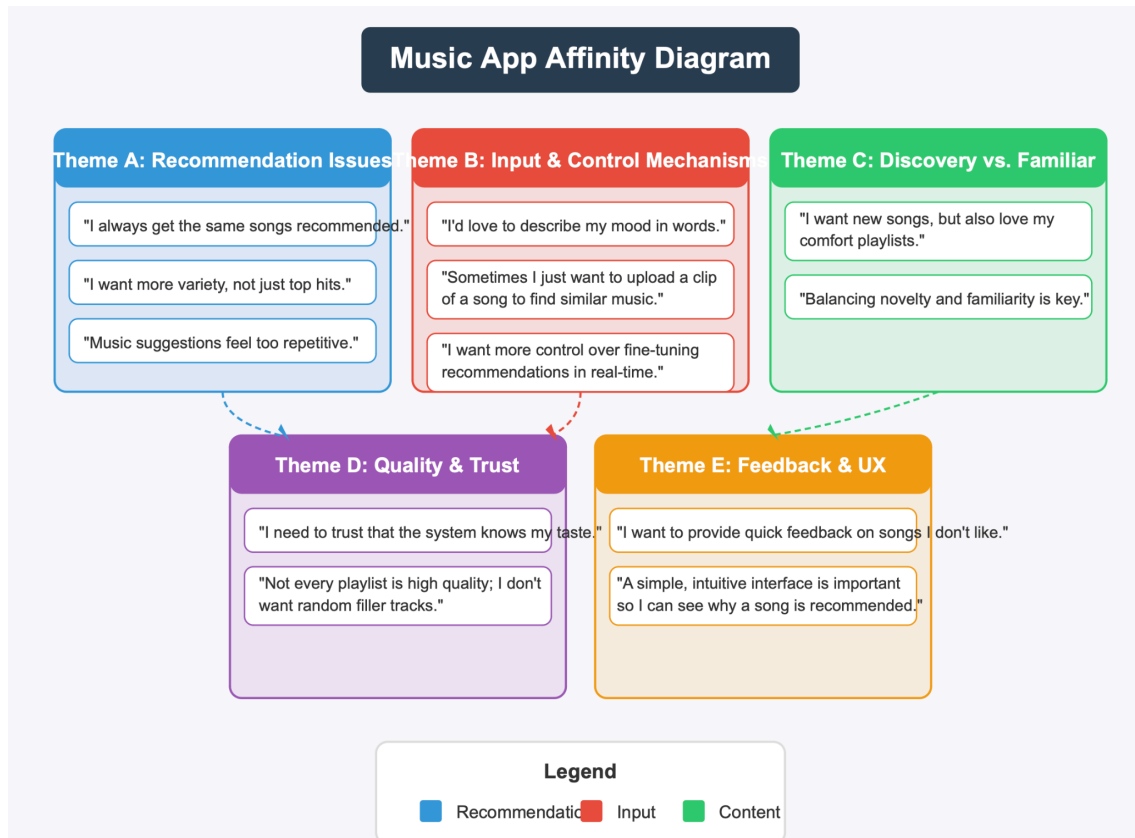 Music App Affinity Diagram
Theme A: Recommendation Issues
"I always get the same songs recommended."
"I want more variety, not just top hits."
"Music suggestions feel too repetitive."
Theme B: Input & Control Mechanisms
"I'd love to describe my mood in words."
"Sometimes I just want to upload a clip
of a song to find similar music."
"I want more control over fine-tuning
recommendations in real-time."
Theme C: Discovery vs. Familiar
"I want new songs, but also love my
comfort playlists."
"Balancing novelty and familiarity is key."
Theme D: Quality & Trust
"I need to trust that the system knows my taste."
"Not every playlist is high quality; I don't
want random filler tracks."
Theme E: Feedback & UX
"I want to provide quick feedback on songs I don't like."
"A simple, intuitive interface is important
so I can see why a song is recommended."
Legend
Recommendatio
Input
Content